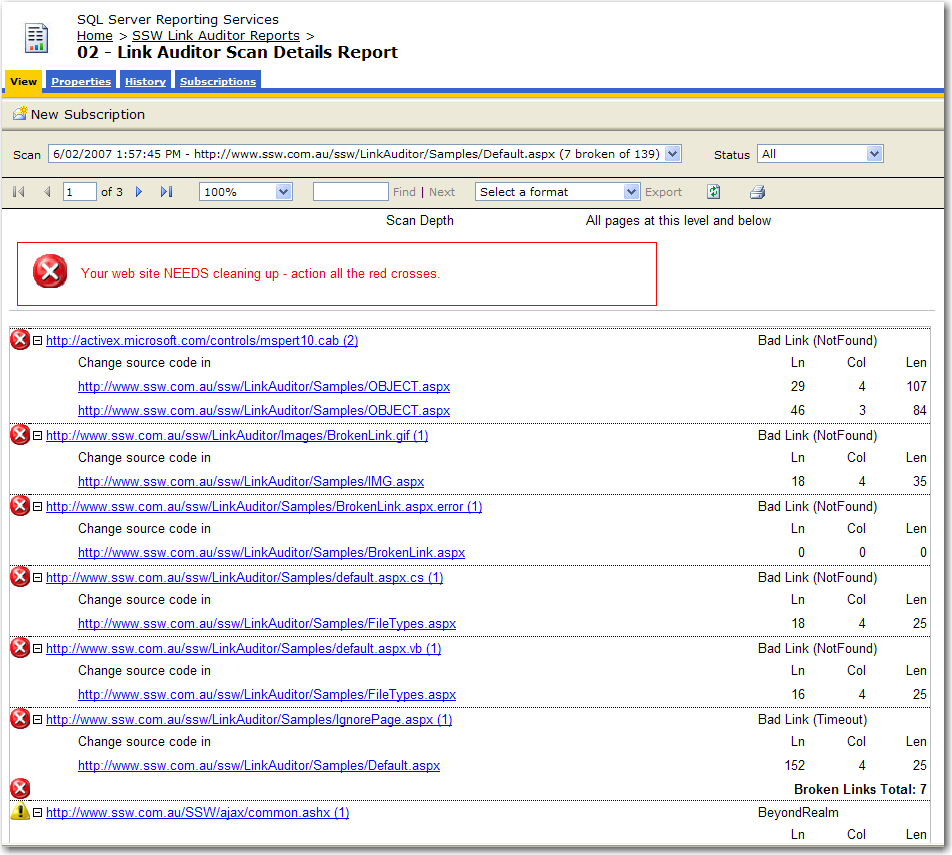 SQL Server Reporting Services
Home > SSW Link Auditor Reports >
02 - Link Auditor Scan Details Report
View Properties History Subscriptions
New Subscription
Scan 6/02/2007 1:57:45 PM - http://www.ssw.com.au/ssw/LinkAuditor/Samples/Default.aspx (7 broken of 139) Status All
1 of 3 100% Find | Next Select a format Export
Scan Depth All pages at this level and below
Your web site NEEDS cleaning up - action all the red crosses.
http://activex.microsoft.com/controls/mspert10.cab (2) Bad Link (NotFound)
Change source code in Ln Col Len
http://www.ssw.com.au/ssw/LinkAuditor/Samples/OBJECT.aspx 29 4 107
http://www.ssw.com.au/ssw/LinkAuditor/Samples/OBJECT.aspx 46 3 84
http://www.ssw.com.au/ssw/LinkAuditor/Images/BrokenLink.gif (1) Bad Link (NotFound)
Change source code in Ln Col Len
http://www.ssw.com.au/ssw/LinkAuditor/Samples/IMG.aspx 18 4 35
http://www.ssw.com.au/ssw/LinkAuditor/Samples/BrokenLink.aspx.error (1) Bad Link (NotFound)
Change source code in Ln Col Len
http://www.ssw.com.au/ssw/LinkAuditor/Samples/BrokenLink.aspx 0 0 0
http://www.ssw.com.au/ssw/LinkAuditor/Samples/default.aspx.cs (1) Bad Link (NotFound)
Change source code in Ln Col Len
http://www.ssw.com.au/ssw/LinkAuditor/Samples/FileTypes.aspx 18 4 25
http://www.ssw.com.au/ssw/LinkAuditor/Samples/default.aspx.vb (1) Bad Link (NotFound)
Change source code in Ln Col Len
http://www.ssw.com.au/ssw/LinkAuditor/Samples/FileTypes.aspx 16 4 25
http://www.ssw.com.au/ssw/LinkAuditor/Samples/IgnorePage.aspx (1) Bad Link (Timeout)
Change source code in Ln Col Len
http://www.ssw.com.au/ssw/LinkAuditor/Samples/Default.aspx 152 4 25
Broken Links Total: 7
http://www.ssw.com.au/SSW/ajax/common.ashx (1) BeyondRealm
Ln Col Len